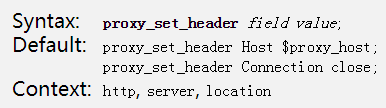 Syntax: proxy_set_header field value;
Default: proxy_set_header Host $proxy_host;
proxy_set_header Connection close;
Context: http, server, location